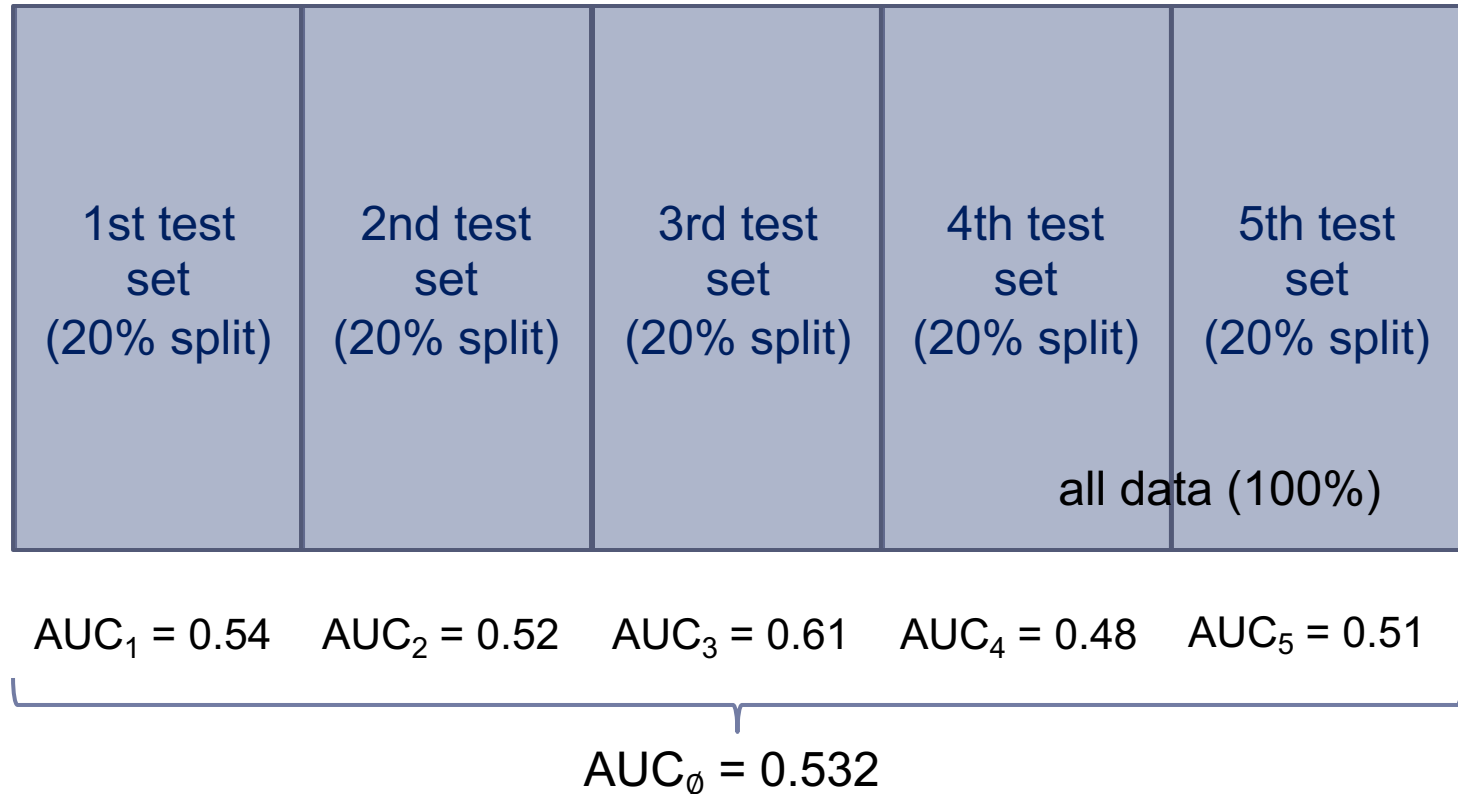 1st test
set
(20% split)
2nd test
set
(20% split)
3rd test
set
(20% split)
4th test
set
(20% split)
5th test
set
(20% split)
all data (100%)
AUC₁ = 0.54
AUC₂ = 0.52
AUC₃ = 0.61
AUC₄ = 0.48
AUC₅ = 0.51
AUC∅ = 0.532